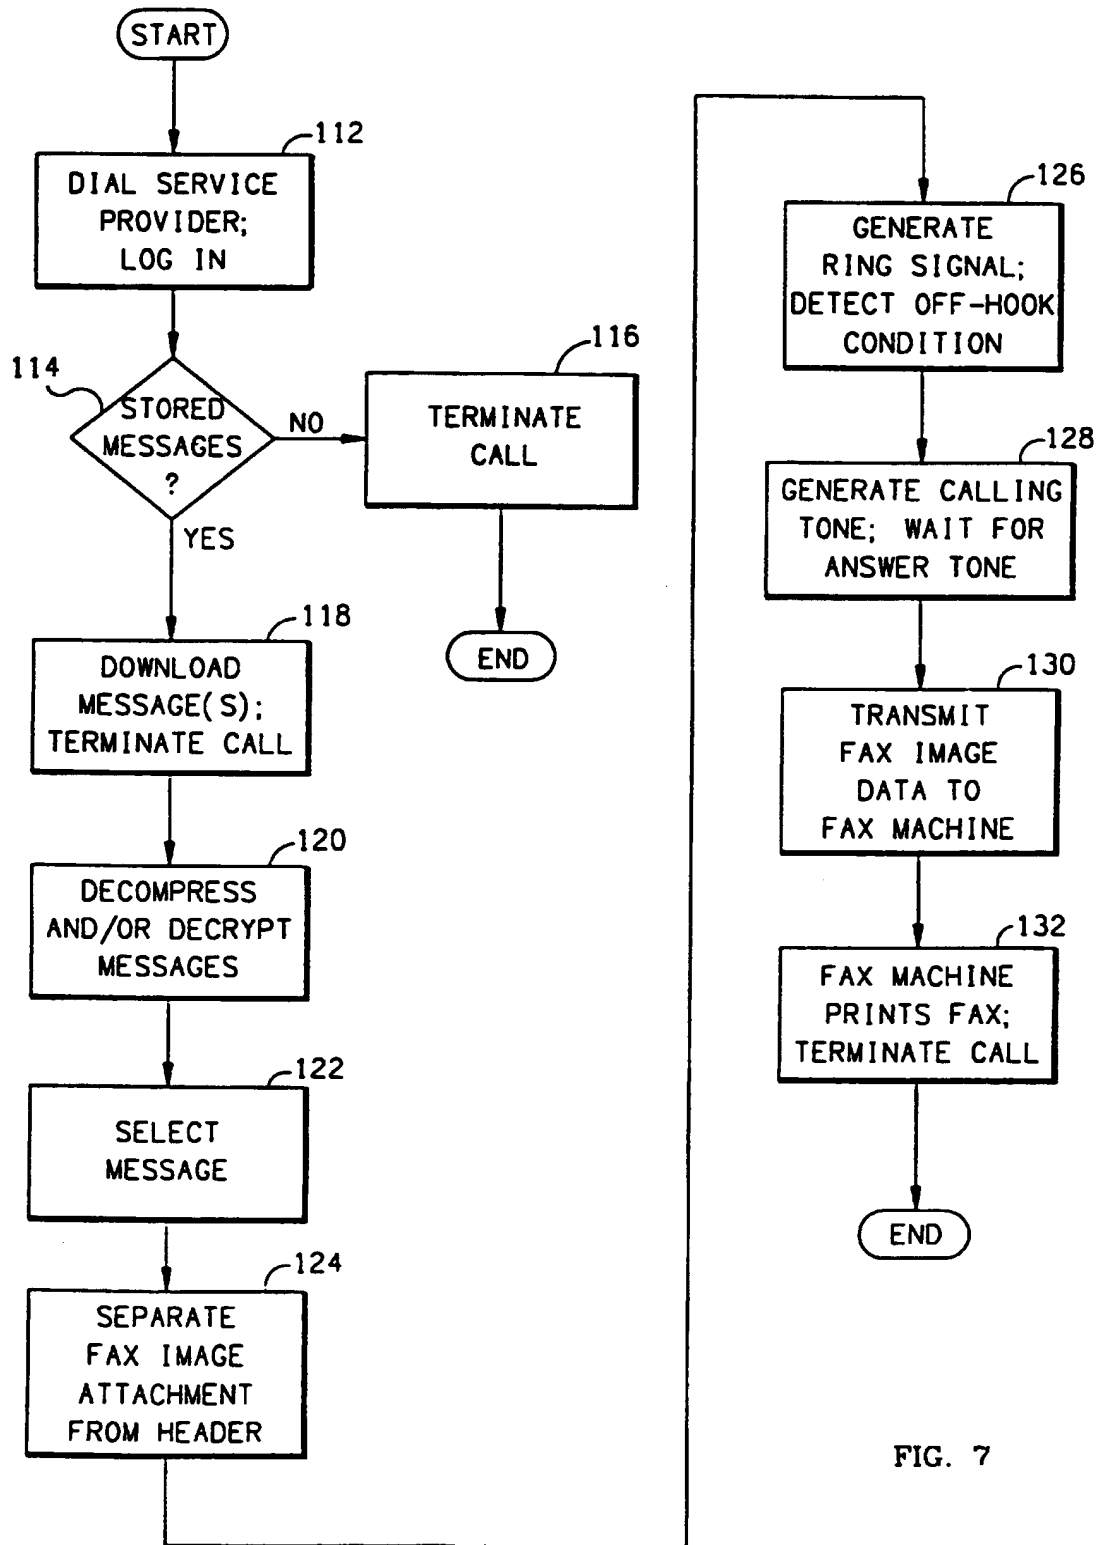 START
112
DIAL SERVICE
PROVIDER;
LOG IN
114
STORED
MESSAGES
?
NO
YES
116
TERMINATE
CALL
END
118
DOWNLOAD
MESSAGE(S);
TERMINATE CALL
120
DECOMPRESS
AND/OR DECRYPT
MESSAGES
122
SELECT
MESSAGE
124
SEPARATE
FAX IMAGE
ATTACHMENT
FROM HEADER
126
GENERATE
RING SIGNAL;
DETECT OFF-HOOK
CONDITION
128
GENERATE CALLING
TONE; WAIT FOR
ANSWER TONE
130
TRANSMIT
FAX IMAGE
DATA TO
FAX MACHINE
132
FAX MACHINE
PRINTS FAX;
TERMINATE CALL
END
FIG. 7